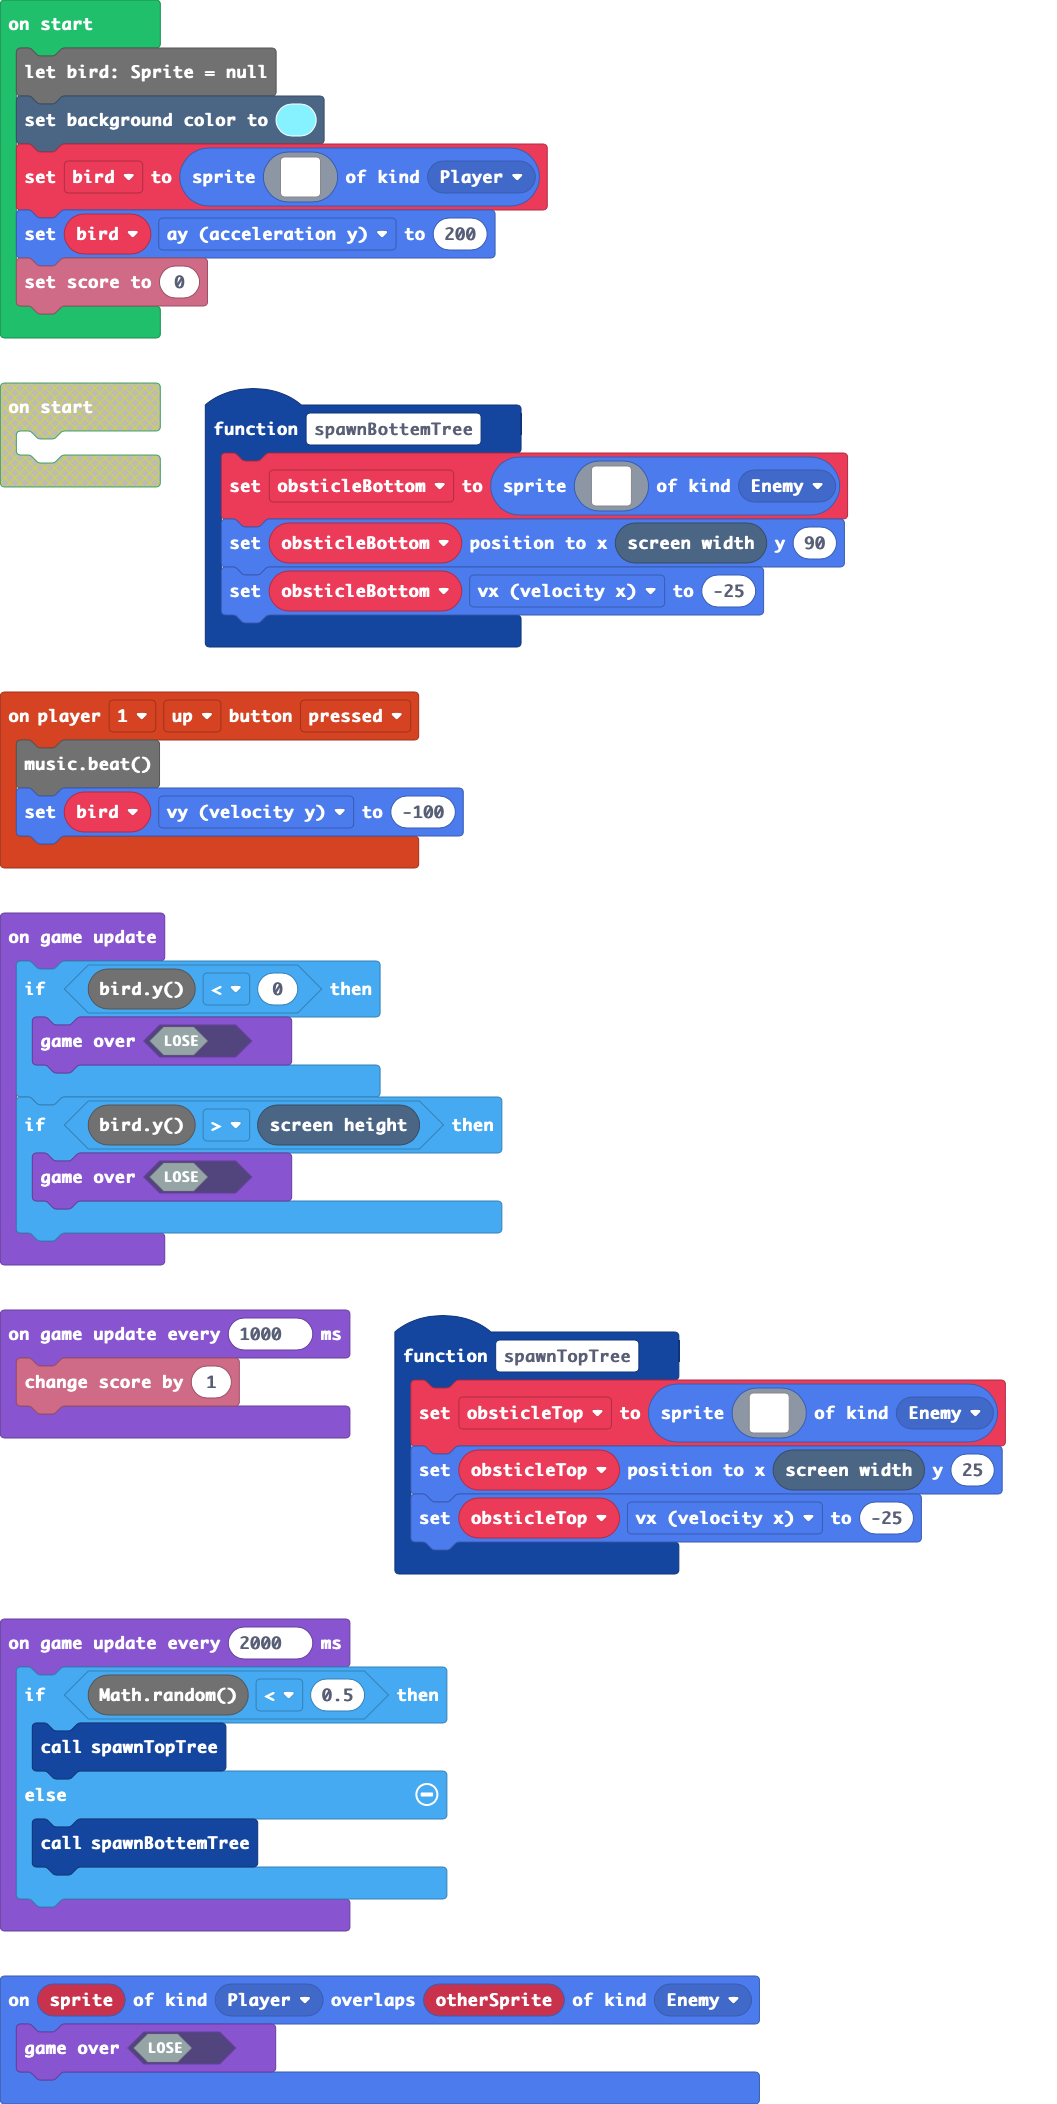 on start
let bird: Sprite = null
set background color to
set bird to sprite of kind Player
set bird ay (acceleration y) to 200
set score to 0
on start
function spawnBottemTree
set obsticleBottom to sprite of kind Enemy
set obsticleBottom position to x screen width y 90
set obsticleBottom vx (velocity x) to -25
on player 1 up button pressed
music.beat()
set bird vy (velocity y) to -100
on game update
if bird.y() < 0 then
game over LOSE
if bird.y() > screen height then
game over LOSE
on game update every 1000 ms
change score by 1
function spawnTopTree
set obsticleTop to sprite of kind Enemy
set obsticleTop position to x screen width y 25
set obsticleTop vx (velocity x) to -25
on game update every 2000 ms
if Math.random() < 0.5 then
call spawnTopTree
else
call spawnBottemTree
on sprite of kind Player overlaps otherSprite of kind Enemy
game over LOSE